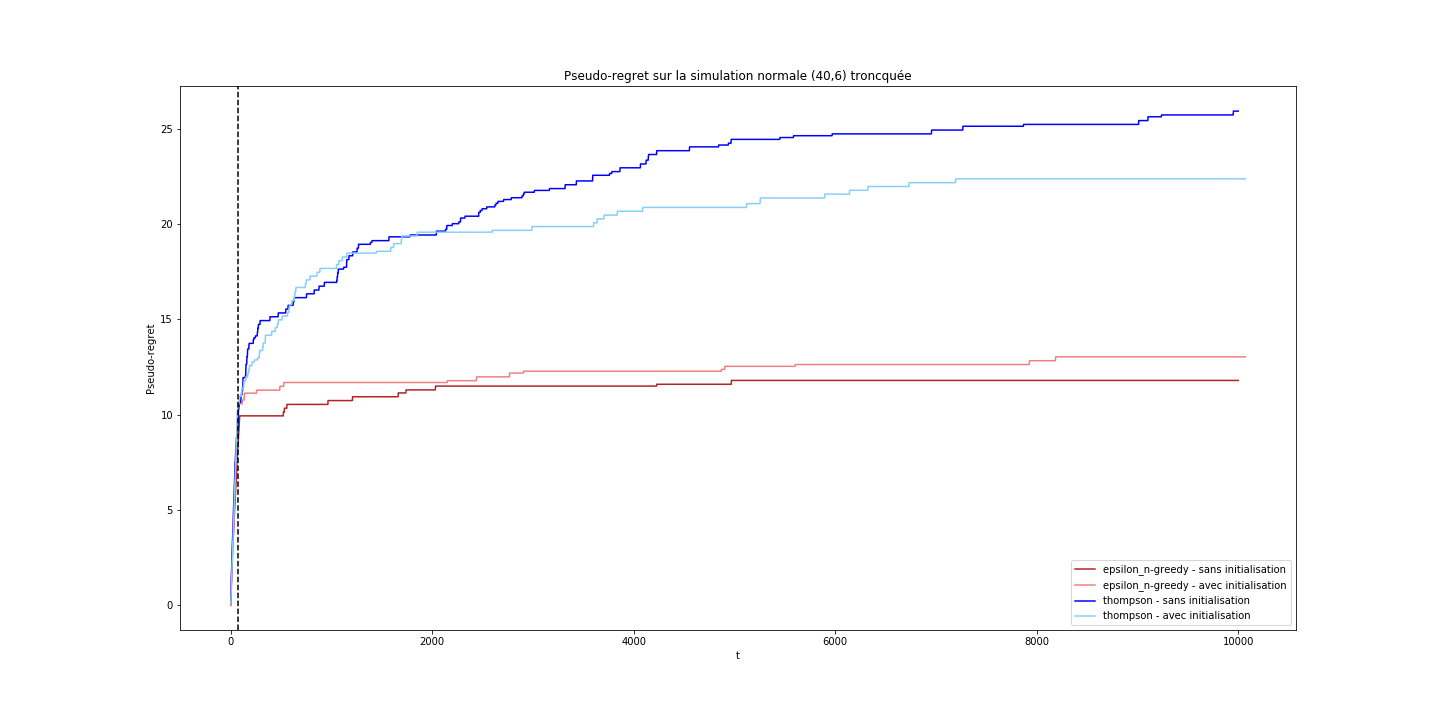 Pseudo-regret sur la simulation normale (40,6) troncquée
25
20
15
10
5
0
Pseudo-regret
0 2000 4000 6000 8000 10000
t
epsilon_n-greedy - sans initialisation
epsilon_n-greedy - avec initialisation
thompson - sans initialisation
thompson - avec initialisation